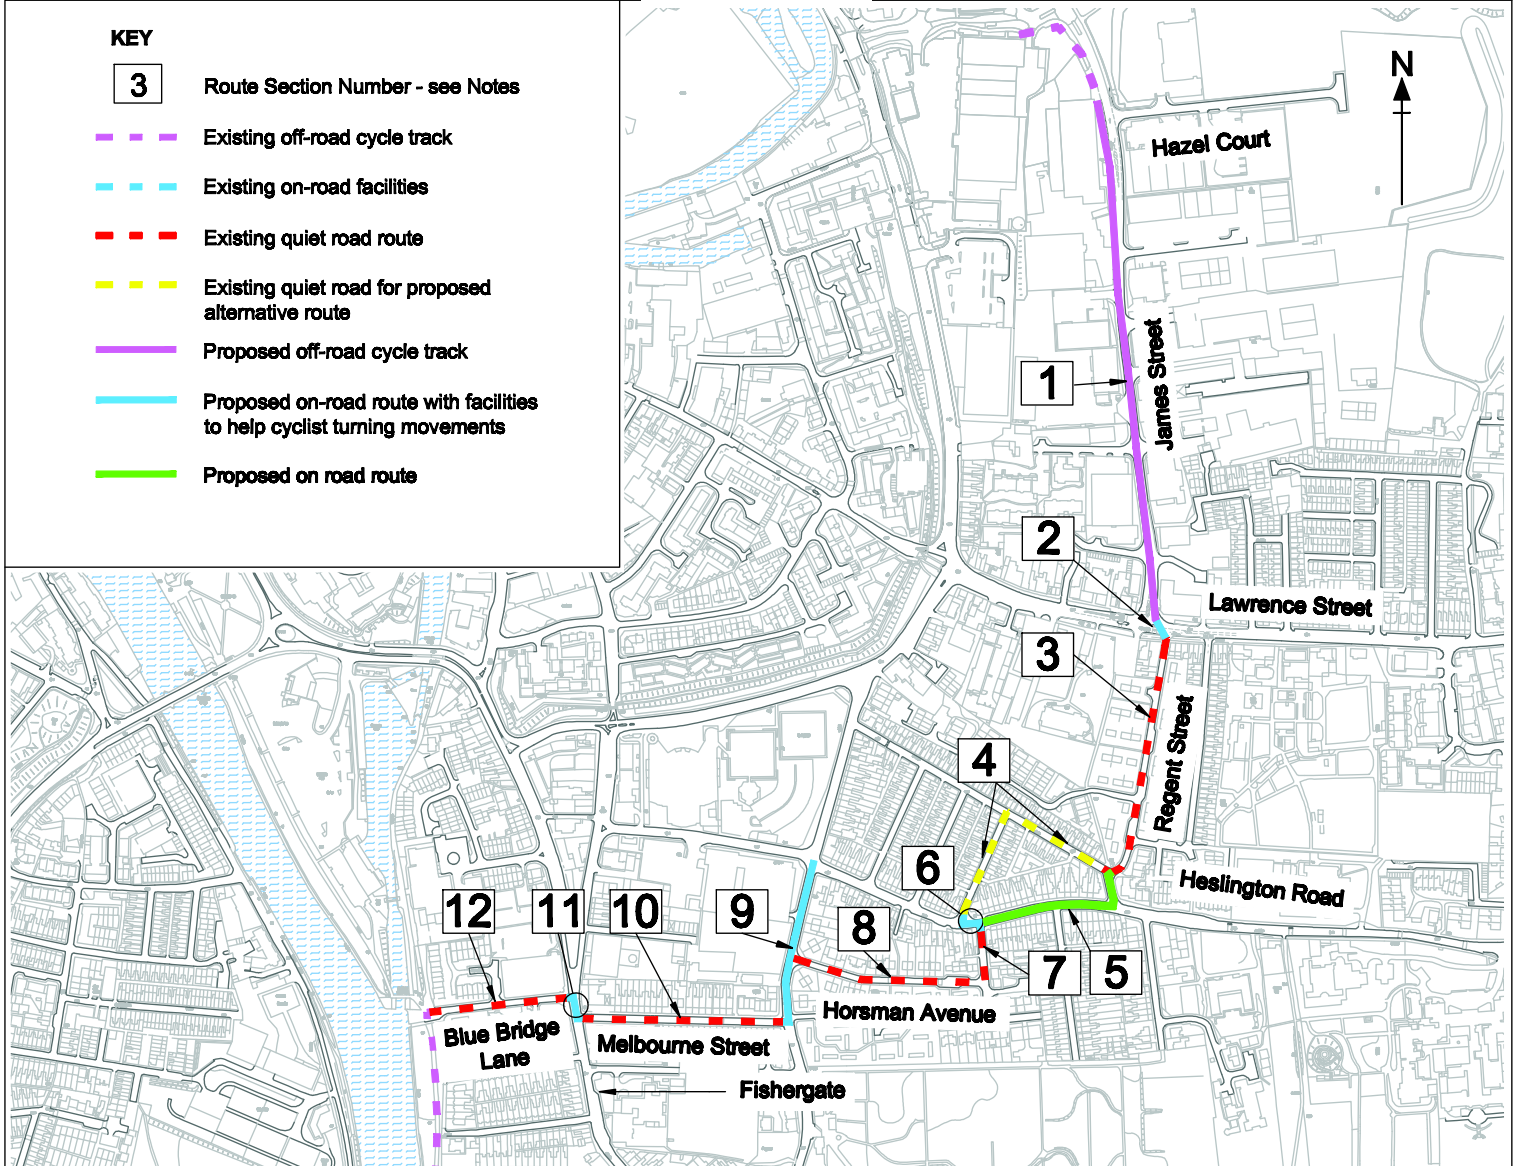 KEY
3
Route Section Number - see Notes
Existing off-road cycle track
Existing on-road facilities
Existing quiet road route
Existing quiet road for proposed
alternative route
Proposed off-road cycle track
Proposed on-road route with facilities
to help cyclist turning movements
Proposed on road route
N
Hazel Court
1
James Street
2
Lawrence Street
3
Regent Street
4
6
Heslington Road
12
11
10
9
8
7
5
Horsman Avenue
Blue Bridge
Lane
Melbourne Street
Fishergate